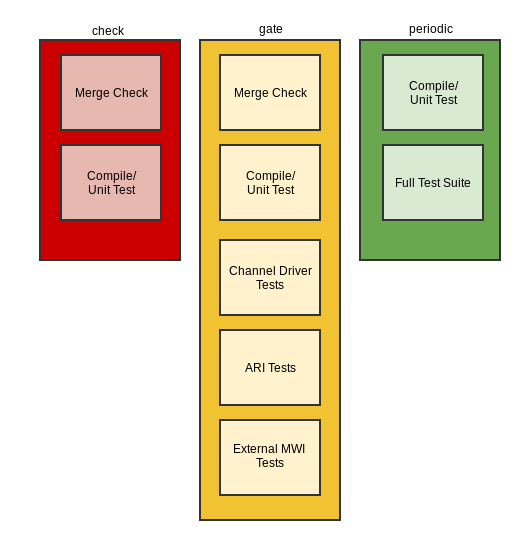 check
Merge Check
Compile/
Unit Test
gate
Merge Check
Compile/
Unit Test
Channel Driver
Tests
ARI Tests
External MWI
Tests
periodic
Compile/
Unit Test
Full Test Suite